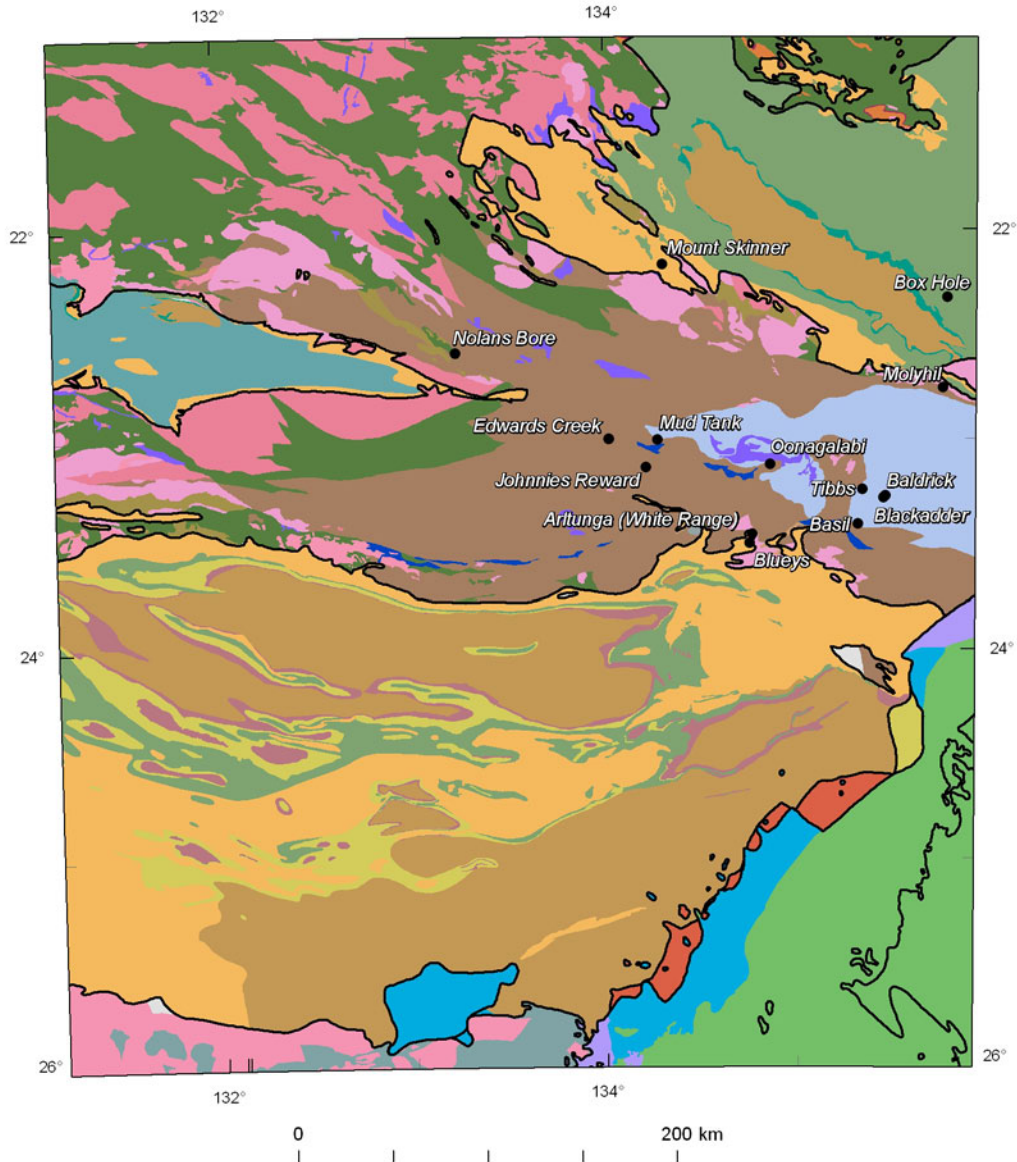 132°
134°
22°
22°
Mount Skinner
Box Hole
Nolans Bore
Molyhil
Edwards Creek
Mud Tank
Oonagalabi
Johnnies Reward
Tibbs
Baldrick
Arltunga (White Range)
Basil
Blackadder
Blueys
24°
24°
26°
26°
132°
134°
0
200 km